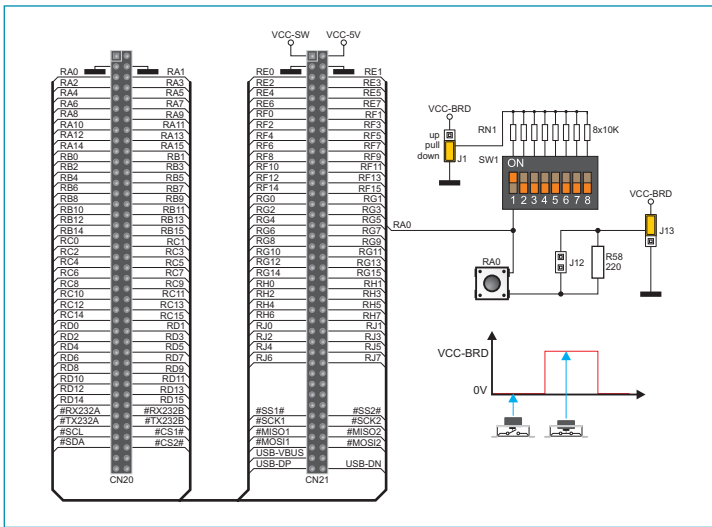 VCC-SW VCC-5V
RA0 RA1
RA2 RA3
RA4 RA5
RA6 RA7
RA8 RA9
RA10 RA11
RA12 RA13
RA14 RA15
RB0 RB1
RB2 RB3
RB4 RB5
RB6 RB7
RB8 RB9
RB10 RB11
RB12 RB13
RB14 RB15
RC0 RC1
RC2 RC3
RC4 RC5
RC6 RC7
RC8 RC9
RC10 RC11
RC12 RC13
RC14 RC15
RD0 RD1
RD2 RD3
RD4 RD5
RD6 RD7
RD8 RD9
RD10 RD11
RD12 RD13
RD14 RD15
#RX232A #RX232B
#TX232A #TX232B
#SCL #CS1#
#SDA #CS2#
CN20
RE0 RE1
RE2 RE3
RE4 RE5
RE6 RE7
RF0 RF1
RF2 RF3
RF4 RF5
RF6 RF7
RF8 RF9
RF10 RF11
RF12 RF13
RF14 RF15
RG0 RG1
RG2 RG3
RG4 RG5
RG6 RG7
RG8 RG9
RG10 RG11
RG12 RG13
RG14 RG15
RH0 RH1
RH2 RH3
RH4 RH5
RH6 RH7
RJ0 RJ1
RJ2 RJ3
RJ4 RJ5
RJ6 RJ7
#SS1# #SS2#
#SCK1 #SCK2
#MISO1 #MISO2
#MOSI1 #MOSI2
USB-VBUS
USB-DP USB-DN
CN21
VCC-BRD
up
pull
down
J1
RN1 8x10K
SW1
ON
1 2 3 4 5 6 7 8
RA0
RA0
VCC-BRD
J13
J12
R58
220
VCC-BRD
0V